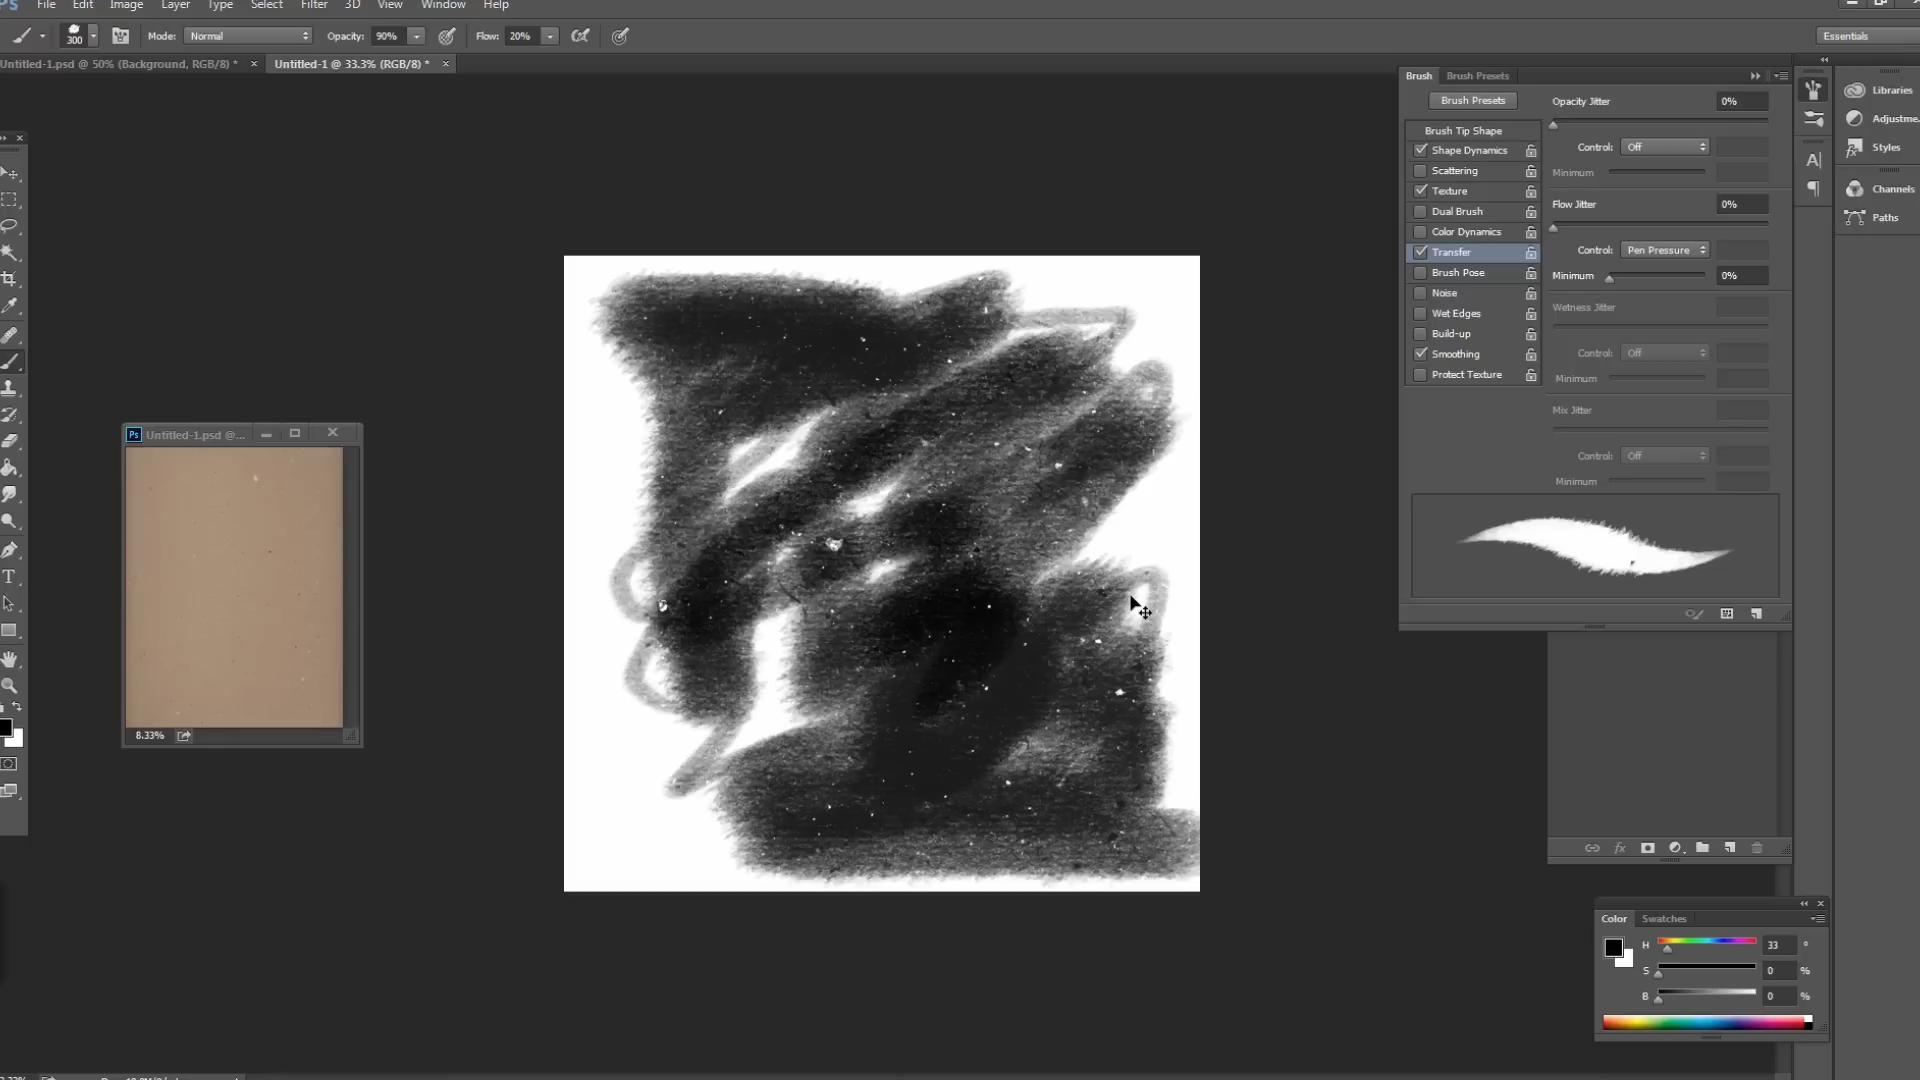 Ps File Edit Image Layer Type Select Filter 3D View Window Help
300 Mode: Normal Opacity: 90% Flow: 20% Essentials
Untitled-1.psd @ 50% (Background, RGB/8) * × Untitled-1 @ 33.3% (RGB/8) * ×
Brush Brush Presets
Brush Presets
Brush Tip Shape
Shape Dynamics
Scattering
Texture
Dual Brush
Color Dynamics
Transfer
Brush Pose
Noise
Wet Edges
Build-up
Smoothing
Protect Texture
Opacity Jitter 0%
Control: Off
Minimum
Flow Jitter 0%
Control: Pen Pressure
Minimum 0%
Wetness Jitter
Control: Off
Minimum
Mix Jitter
Control: Off
Minimum
Libraries
Adjustme
Styles
Channels
Paths
Ps Untitled-1.psd @...
8.33%
fx
Color Swatches
H 33 °
S 0 %
B 0 %